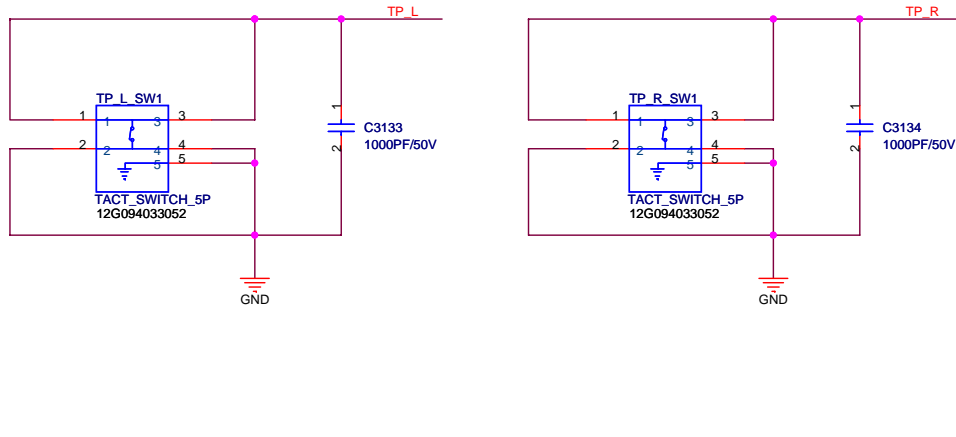 TP_L
TP_R
TP_L_SW1
TP_R_SW1
1 1 3 3
1 1 3 3
2 2 4 4
2 2 4 4
5 5
5 5
1
2
C3133
1000PF/50V
1
2
C3134
1000PF/50V
TACT_SWITCH_5P
12G094033052
TACT_SWITCH_5P
12G094033052
GND
GND